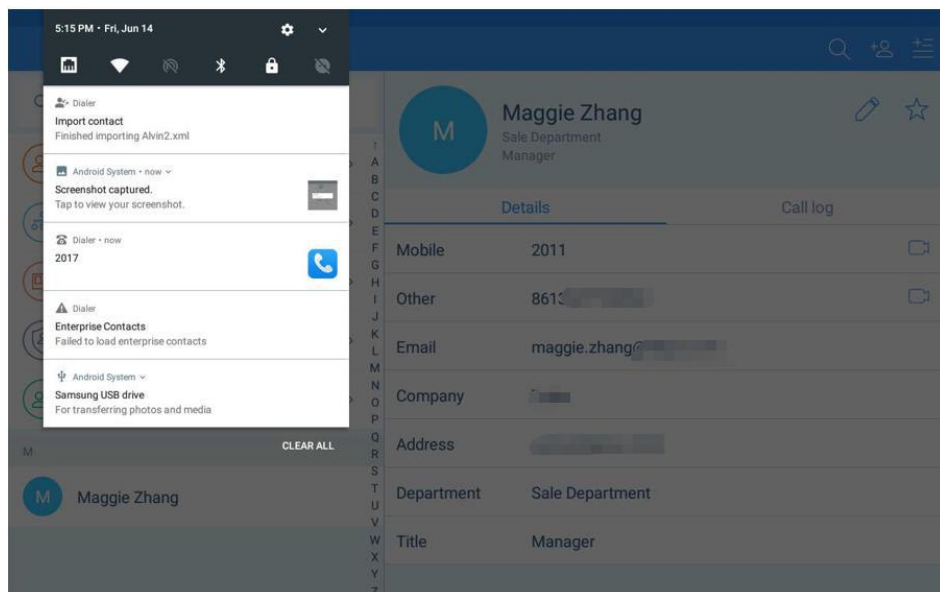 5:15 PM • Fri, Jun 14
Dialer
Import contact
Finished importing Alvin2.xml
Android System • now
Screenshot captured.
Tap to view your screenshot.
Dialer • now
2017
Dialer
Enterprise Contacts
Failed to load enterprise contacts
Android System
Samsung USB drive
For transferring photos and media
CLEAR ALL
M
M Maggie Zhang
↑
A
B
C
D
E
F
G
H
I
J
K
L
M
N
O
P
Q
R
S
T
U
V
W
X
Y
Z
M
Maggie Zhang
Sale Department
Manager
Details Call log
Mobile 2011
Other 861
Email maggie.zhang@
Company
Address
Department Sale Department
Title Manager